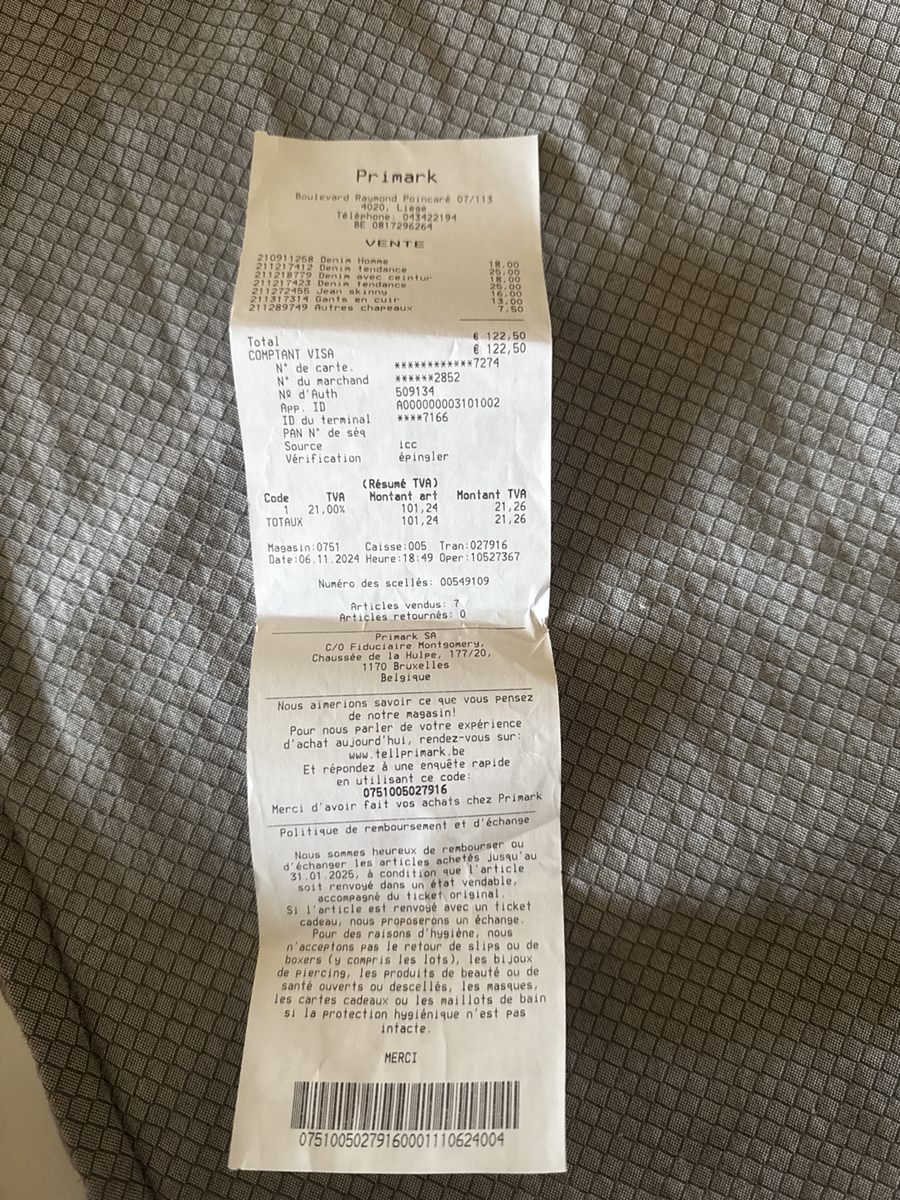 Primark
Boulevard Raymond Poincaré 07/113
4020, Liege
Téléphone: 043422194
BE 0817296264
VENTE
210911258 Denim Homme 18,00
211217412 Denim tendance 25,00
211218779 Denim avec ceintur 18,00
211217423 Denim tendance 25,00
211272455 Jean skinny 16,00
211317314 Gants en cuir 13,00
211289749 Autres chapeaux 7,50
Total € 122,50
COMPTANT VISA € 122,50
N° de carte. ************7274
N° du marchand ******2852
Nº d'Auth 509134
App. ID A000000003101002
ID du terminal ****7166
PAN N° de séq
Source icc
Vérification épingler
(Résumé TVA)
Code TVA Montant art Montant TVA
1 21,00% 101,24 21,26
TOTAUX 101,24 21,26
Magasin:0751 Caisse:005 Tran:027916
Date:06.11.2024 Heure:18:49 Oper:10527367
Numéro des scellés: 00549109
Articles vendus: 7
Articles retournés: 0
Primark SA
C/O Fiduciaire Montgomery,
Chaussée de la Hulpe, 177/20,
1170 Bruxelles
Belgique
Nous aimerions savoir ce que vous pensez
de notre magasin!
Pour nous parler de votre expérience
d'achat aujourd'hui, rendez-vous sur:
www.tellprimark.be
Et répondez à une enquête rapide
en utilisant ce code:
0751005027916
Merci d'avoir fait vos achats chez Primark
Politique de remboursement et d'échange
Nous sommes heureux de rembourser ou
d'échanger les articles achetés jusqu'au
31.01.2025, à condition que l'article
soit renvoyé dans un état vendable,
accompagné du ticket original.
Si l'article est renvoyé avec un ticket
cadeau, nous proposerons un échange.
Pour des raisons d'hygiène, nous
n'acceptons pas le retour de slips ou de
boxers (y compris les lots), les bijoux
de piercing, les produits de beauté ou de
santé ouverts ou descellés, les masques,
les cartes cadeaux ou les maillots de bain
si la protection hygiénique n'est pas
intacte.
MERCI
07510050279160001110624004